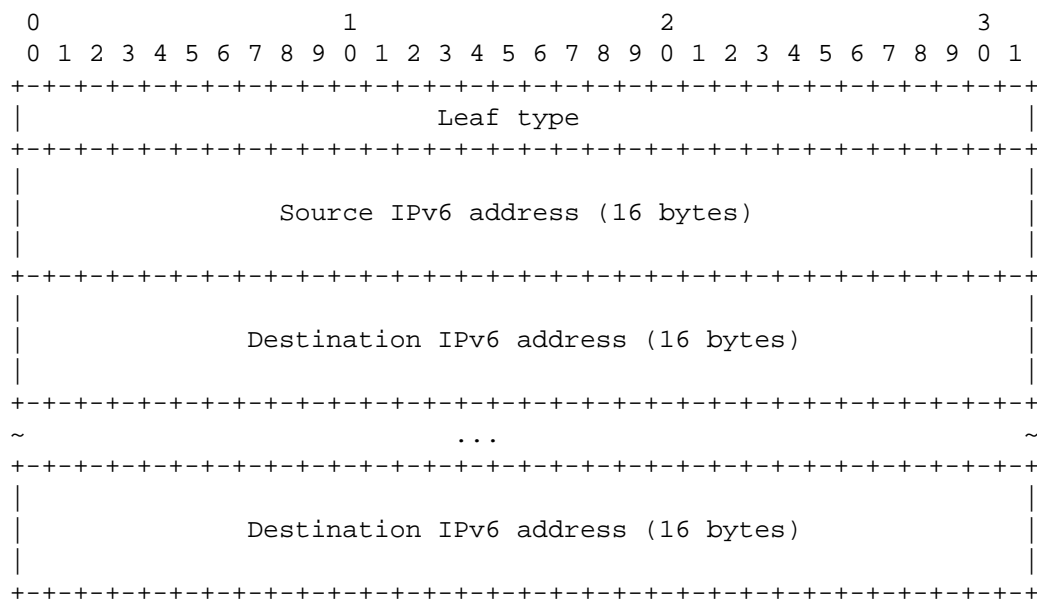 0                   1                   2                   3
 0 1 2 3 4 5 6 7 8 9 0 1 2 3 4 5 6 7 8 9 0 1 2 3 4 5 6 7 8 9 0 1
+-+-+-+-+-+-+-+-+-+-+-+-+-+-+-+-+-+-+-+-+-+-+-+-+-+-+-+-+-+-+-+-+
|                          Leaf type                            |
+-+-+-+-+-+-+-+-+-+-+-+-+-+-+-+-+-+-+-+-+-+-+-+-+-+-+-+-+-+-+-+-+
|                                                               |
|                Source IPv6 address (16 bytes)                 |
|                                                               |
+-+-+-+-+-+-+-+-+-+-+-+-+-+-+-+-+-+-+-+-+-+-+-+-+-+-+-+-+-+-+-+-+
|                                                               |
|              Destination IPv6 address (16 bytes)              |
|                                                               |
+-+-+-+-+-+-+-+-+-+-+-+-+-+-+-+-+-+-+-+-+-+-+-+-+-+-+-+-+-+-+-+-+
~                           ...                                 ~
+-+-+-+-+-+-+-+-+-+-+-+-+-+-+-+-+-+-+-+-+-+-+-+-+-+-+-+-+-+-+-+-+
|                                                               |
|              Destination IPv6 address (16 bytes)              |
|                                                               |
+-+-+-+-+-+-+-+-+-+-+-+-+-+-+-+-+-+-+-+-+-+-+-+-+-+-+-+-+-+-+-+-+